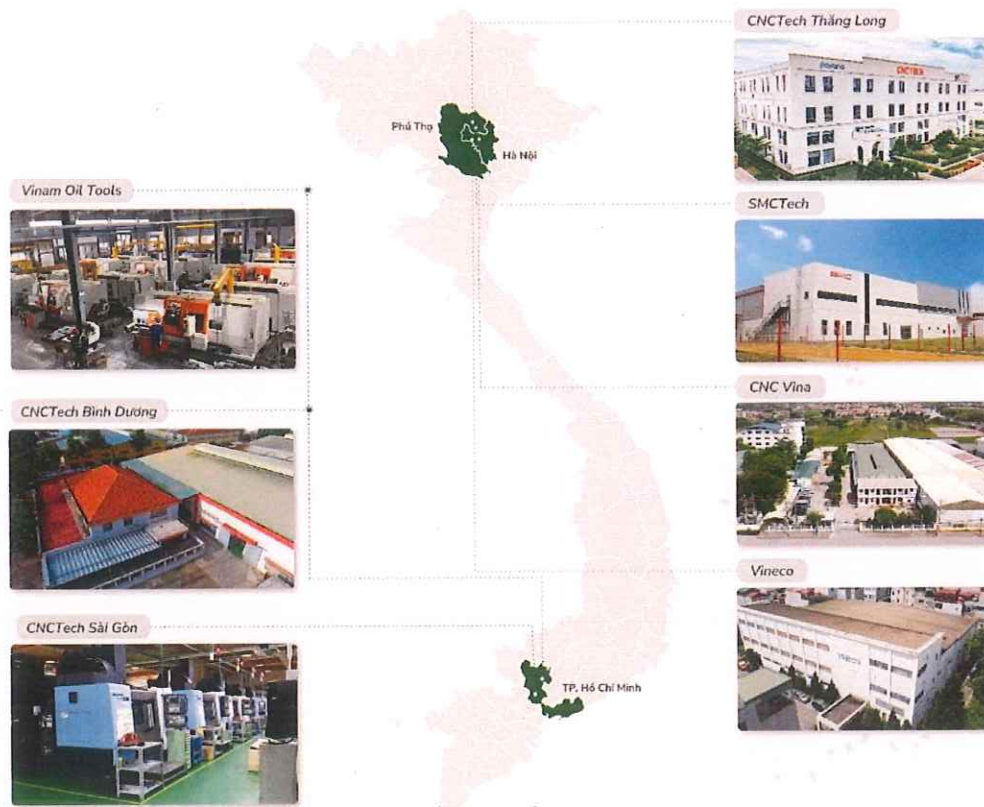 CNCTech Thăng Long
CNCTECH
Phú Thọ
Hà Nội
Vinam Oil Tools
SMCTech
CNCTech Bình Dương
CNC Vina
Vineco
CNCTech Sài Gòn
TP. Hồ Chí Minh